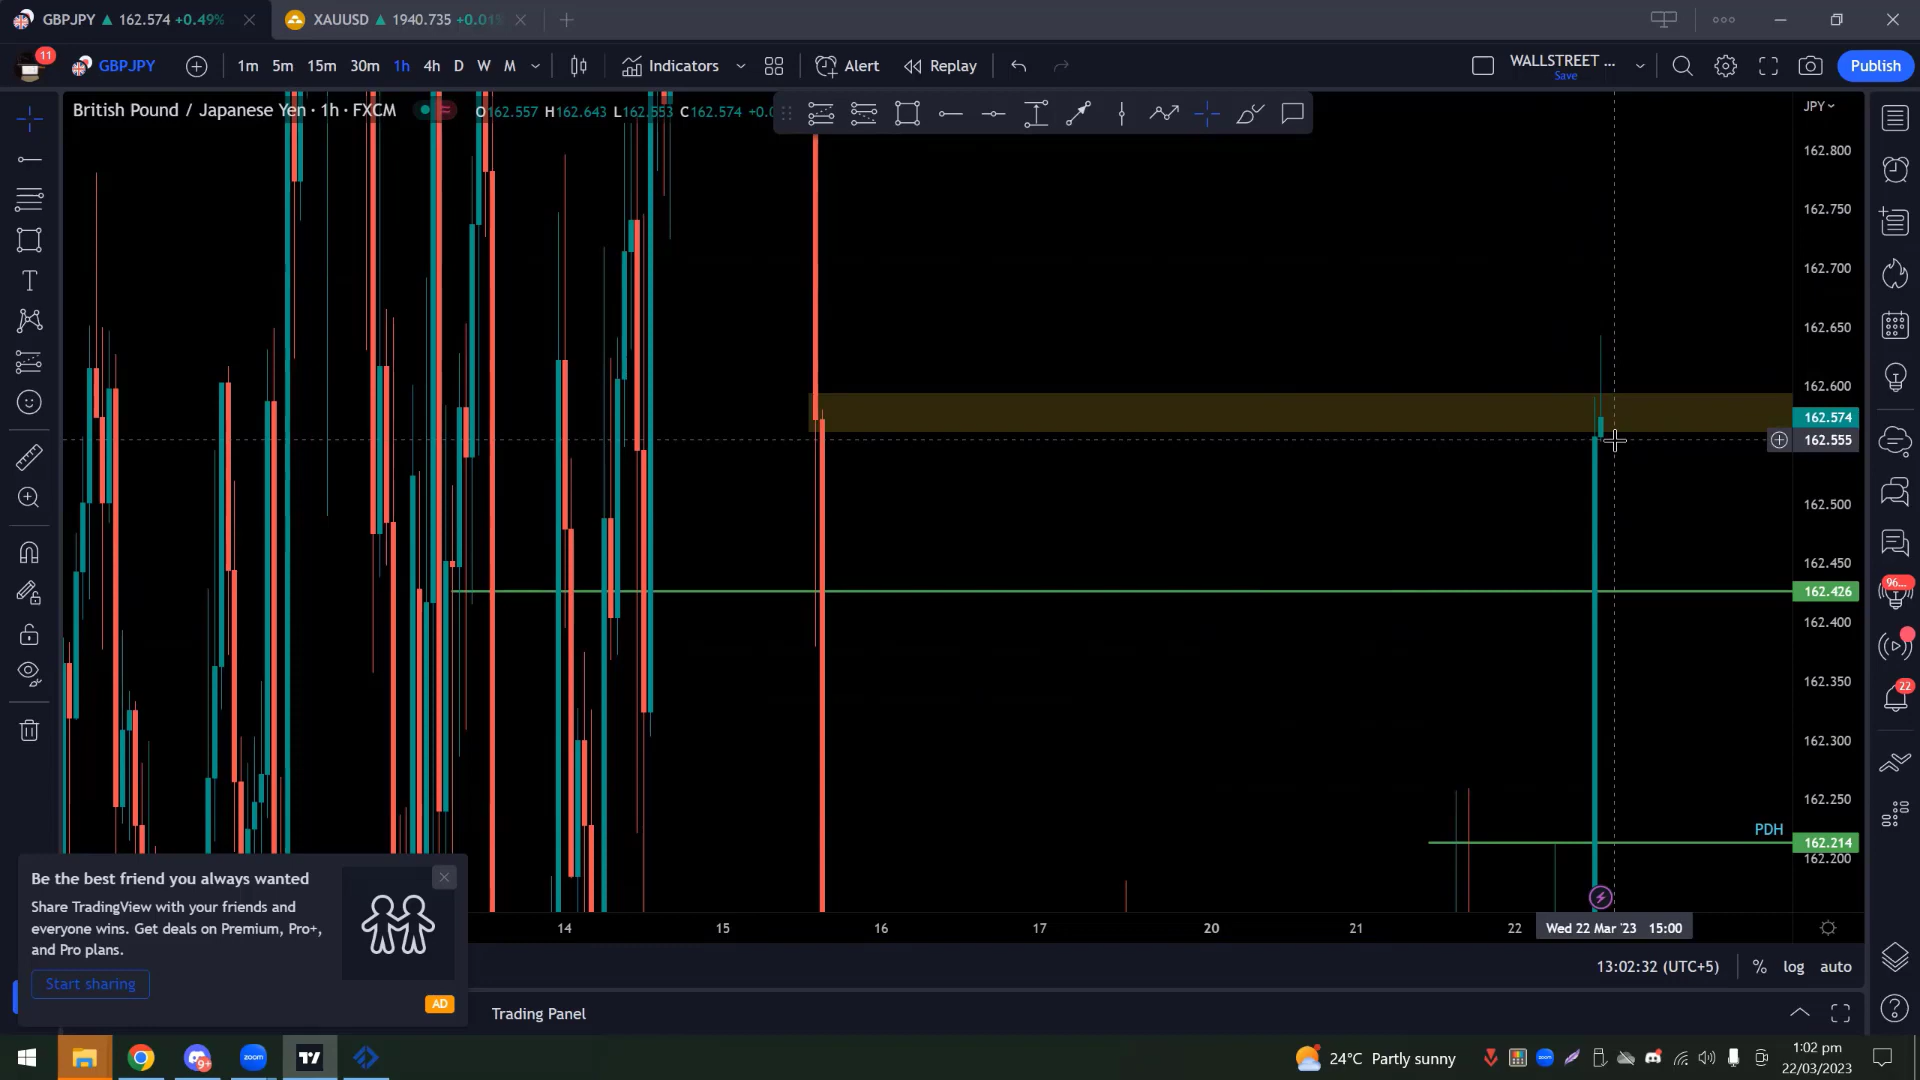 GBPJPY ▲ 162.574 +0.49%
XAUUSD ▲ 1940.735 +0.01%
11
GBPJPY
1m 5m 15m 30m 1h 4h D W M
Indicators
Alert
Replay
WALLSTREET ...
Save
Publish
British Pound / Japanese Yen · 1h · FXCM
O162.557 H162.643 L162.553 C162.574 +0.0
JPY
162.800
162.750
162.700
162.650
162.600
162.574
162.555
162.500
162.450
162.426
162.400
162.350
162.300
162.250
PDH
162.214
162.200
96...
22
14 15 16 17 20 21 22
Wed 22 Mar '23 15:00
Be the best friend you always wanted
Share TradingView with your friends and
everyone wins. Get deals on Premium, Pro+,
and Pro plans.
Start sharing
AD
13:02:32 (UTC+5)
% log auto
Trading Panel
9+
zoom
24°C Partly sunny
1:02 pm
22/03/2023